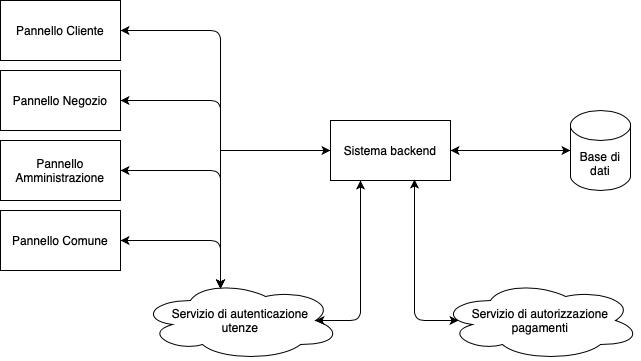 Pannello Cliente
Pannello Negozio
Pannello
Amministrazione
Pannello Comune
Sistema backend
Base di
dati
Servizio di autenticazione
utenze
Servizio di autorizzazione
pagamenti